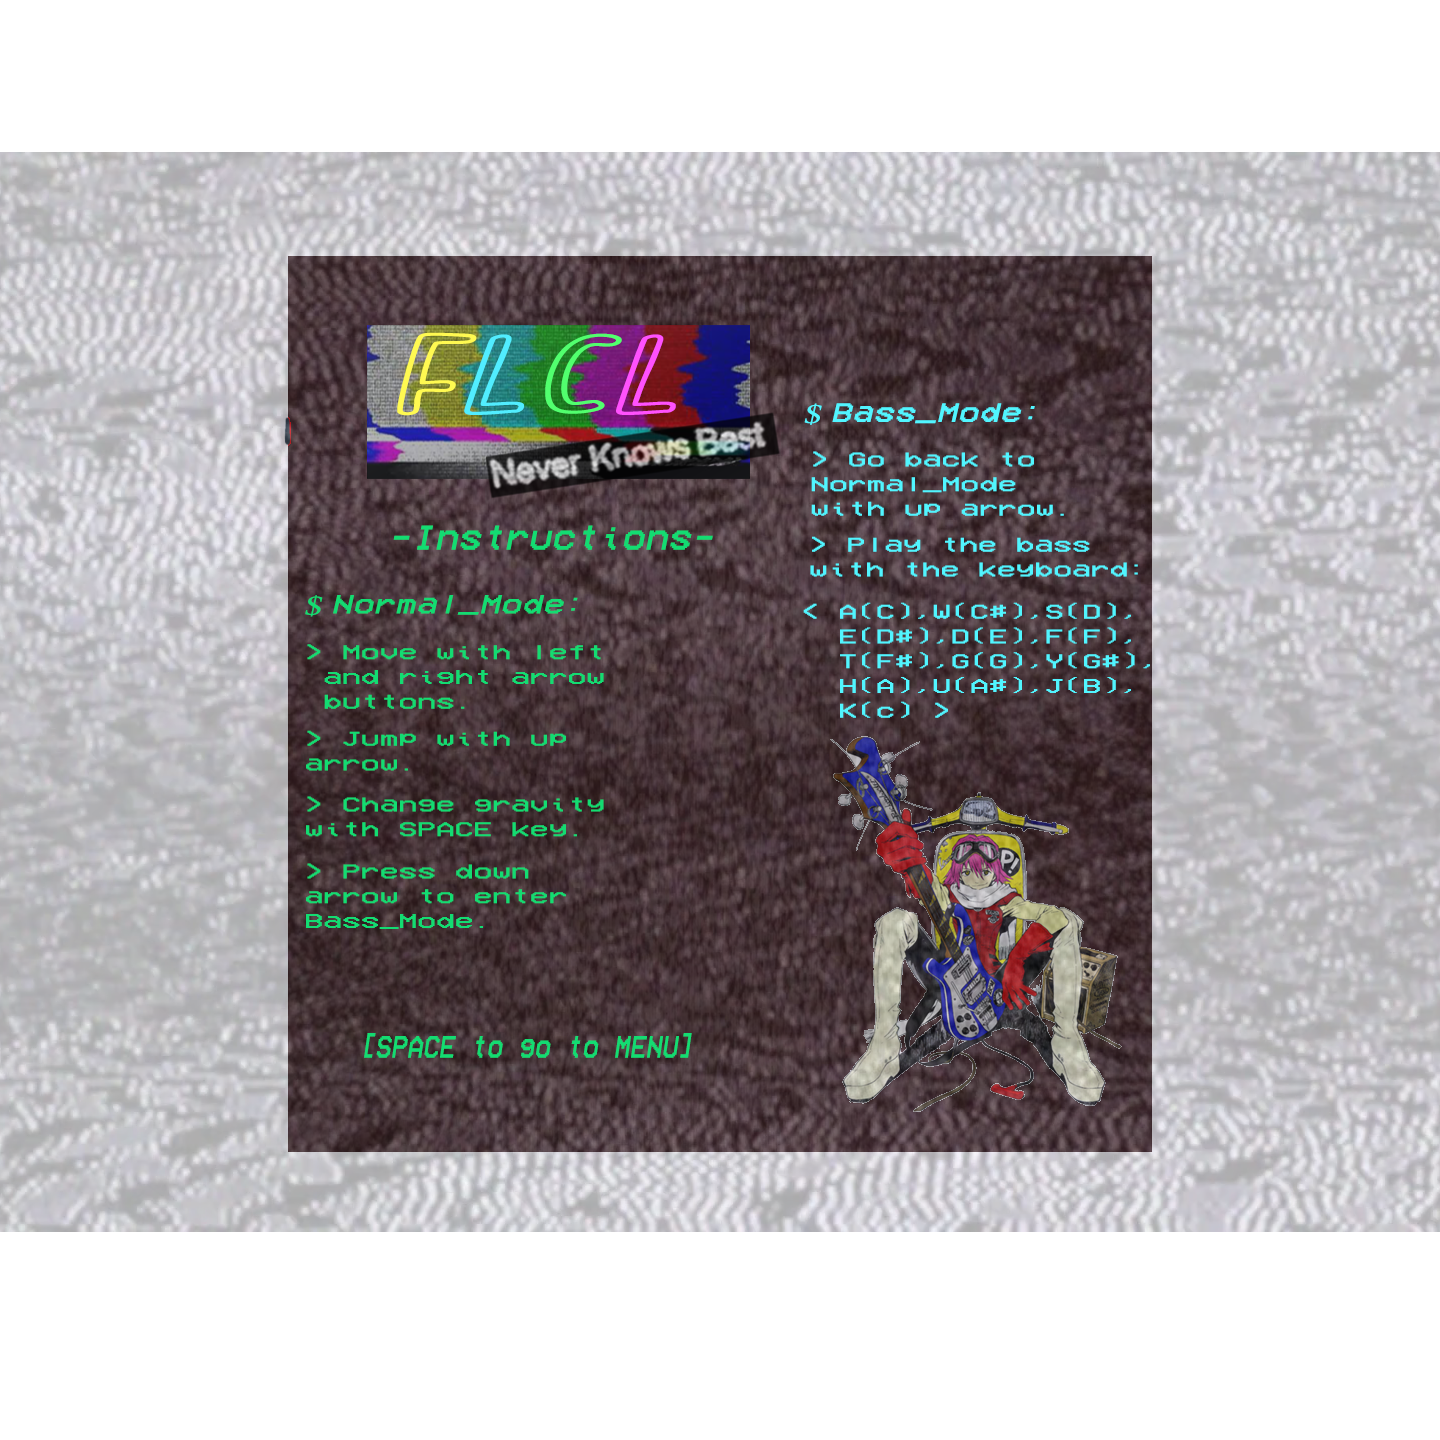 FLCL
Never Knows Best
-Instructions-
$ Normal_Mode:
> Move with left
and right arrow
buttons.
> Jump with up
arrow.
> Change gravity
with SPACE key.
> Press down
arrow to enter
Bass_Mode.
[SPACE to go to MENU]
$ Bass_Mode:
> Go back to
Normal_Mode
with up arrow.
> Play the bass
with the keyboard:
< A(C),W(C#),S(D),
E(D#),D(E),F(F),
T(F#),G(G),Y(G#),
H(A),U(A#),J(B),
K(c) >
P!